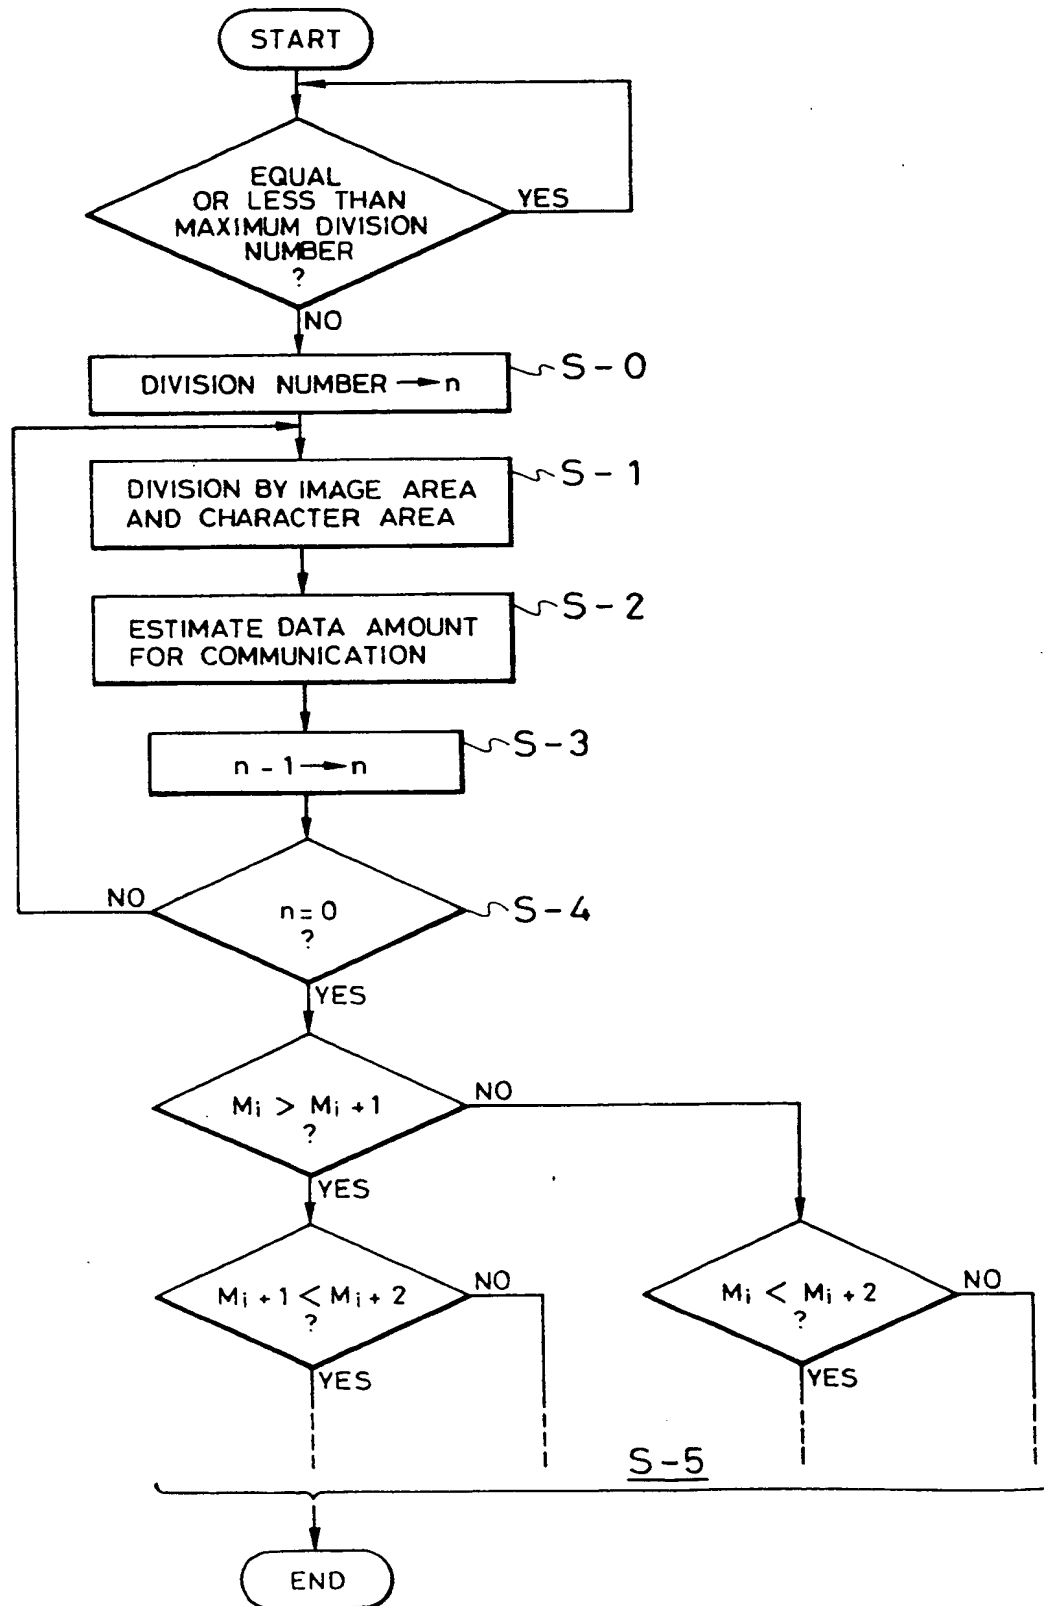 START
EQUAL
OR LESS THAN
MAXIMUM DIVISION
NUMBER
?
YES
NO
DIVISION NUMBER → n
S-0
DIVISION BY IMAGE AREA
AND CHARACTER AREA
S-1
ESTIMATE DATA AMOUNT
FOR COMMUNICATION
S-2
n - 1 → n
S-3
NO
n = 0
?
S-4
YES
Mi > Mi + 1
?
NO
YES
Mi + 1 < Mi + 2
?
NO
YES
Mi < Mi + 2
?
NO
YES
S-5
END